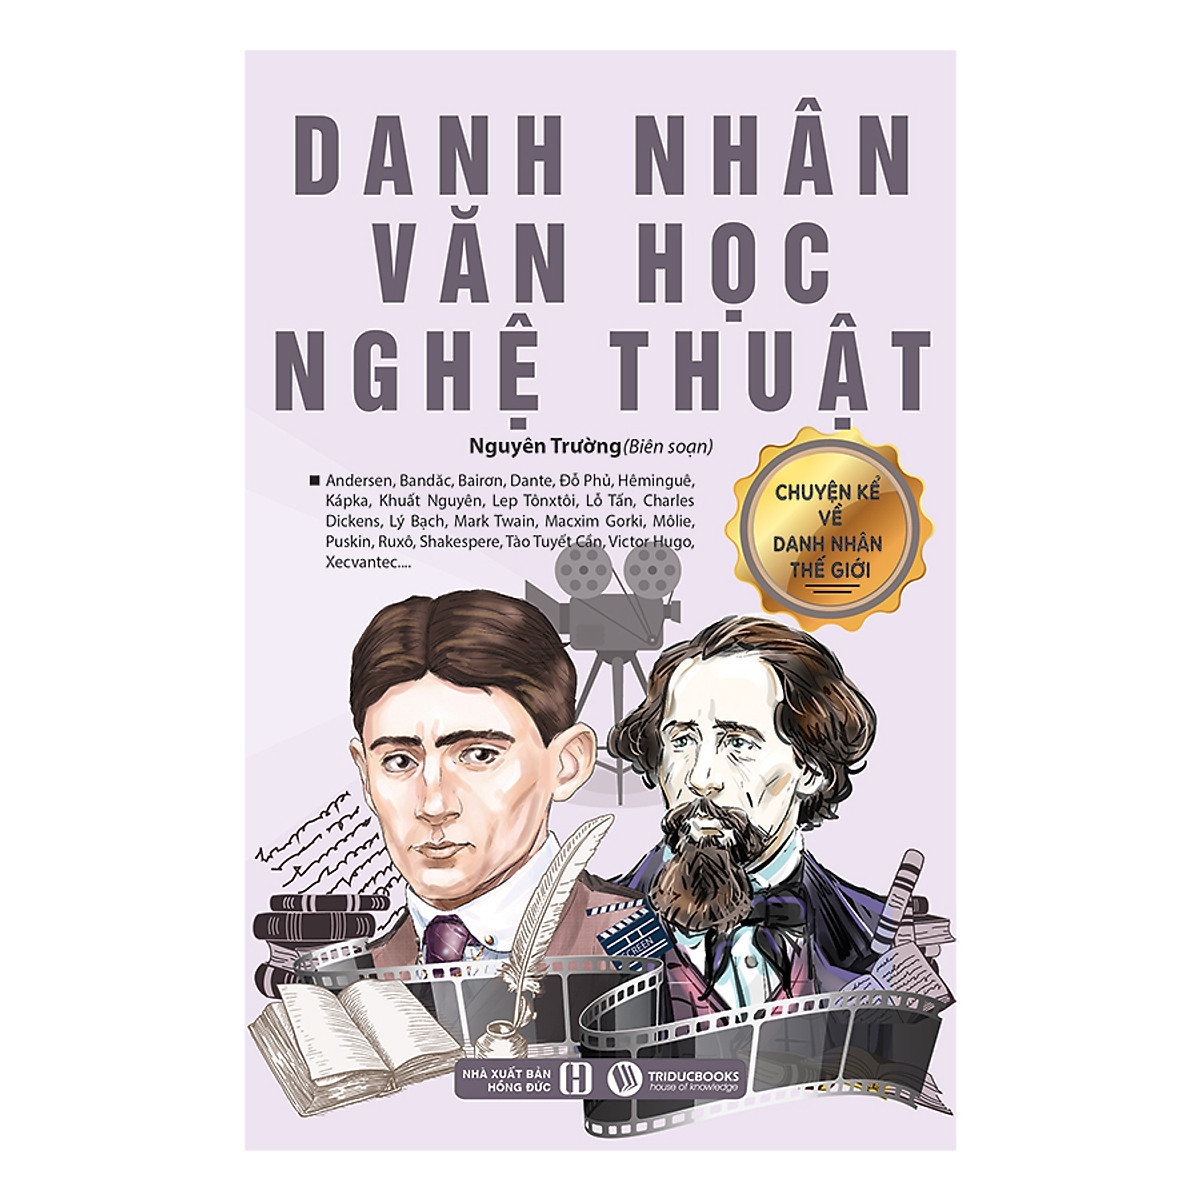 DANH NHÂN
VĂN HỌC
NGHỆ THUẬT
Nguyên Trường (Biên soạn)
■ Andersen, Bandăc, Bairơn, Dante, Đỗ Phủ, Hêminguê,
Kápka, Khuất Nguyên, Lep Tônxtôi, Lỗ Tấn, Charles
Dickens, Lý Bạch, Mark Twain, Macxim Gorki, Môlie,
Puskin, Ruxô, Shakespere, Tào Tuyết Cần, Victor Hugo,
Xecvantec....
CHUYỆN KỂ
VỀ
DANH NHÂN
THẾ GIỚI
SCREEN
NHÀ XUẤT BẢN
HỒNG ĐỨC
H
TRIDUCBOOKS
house of knowledge